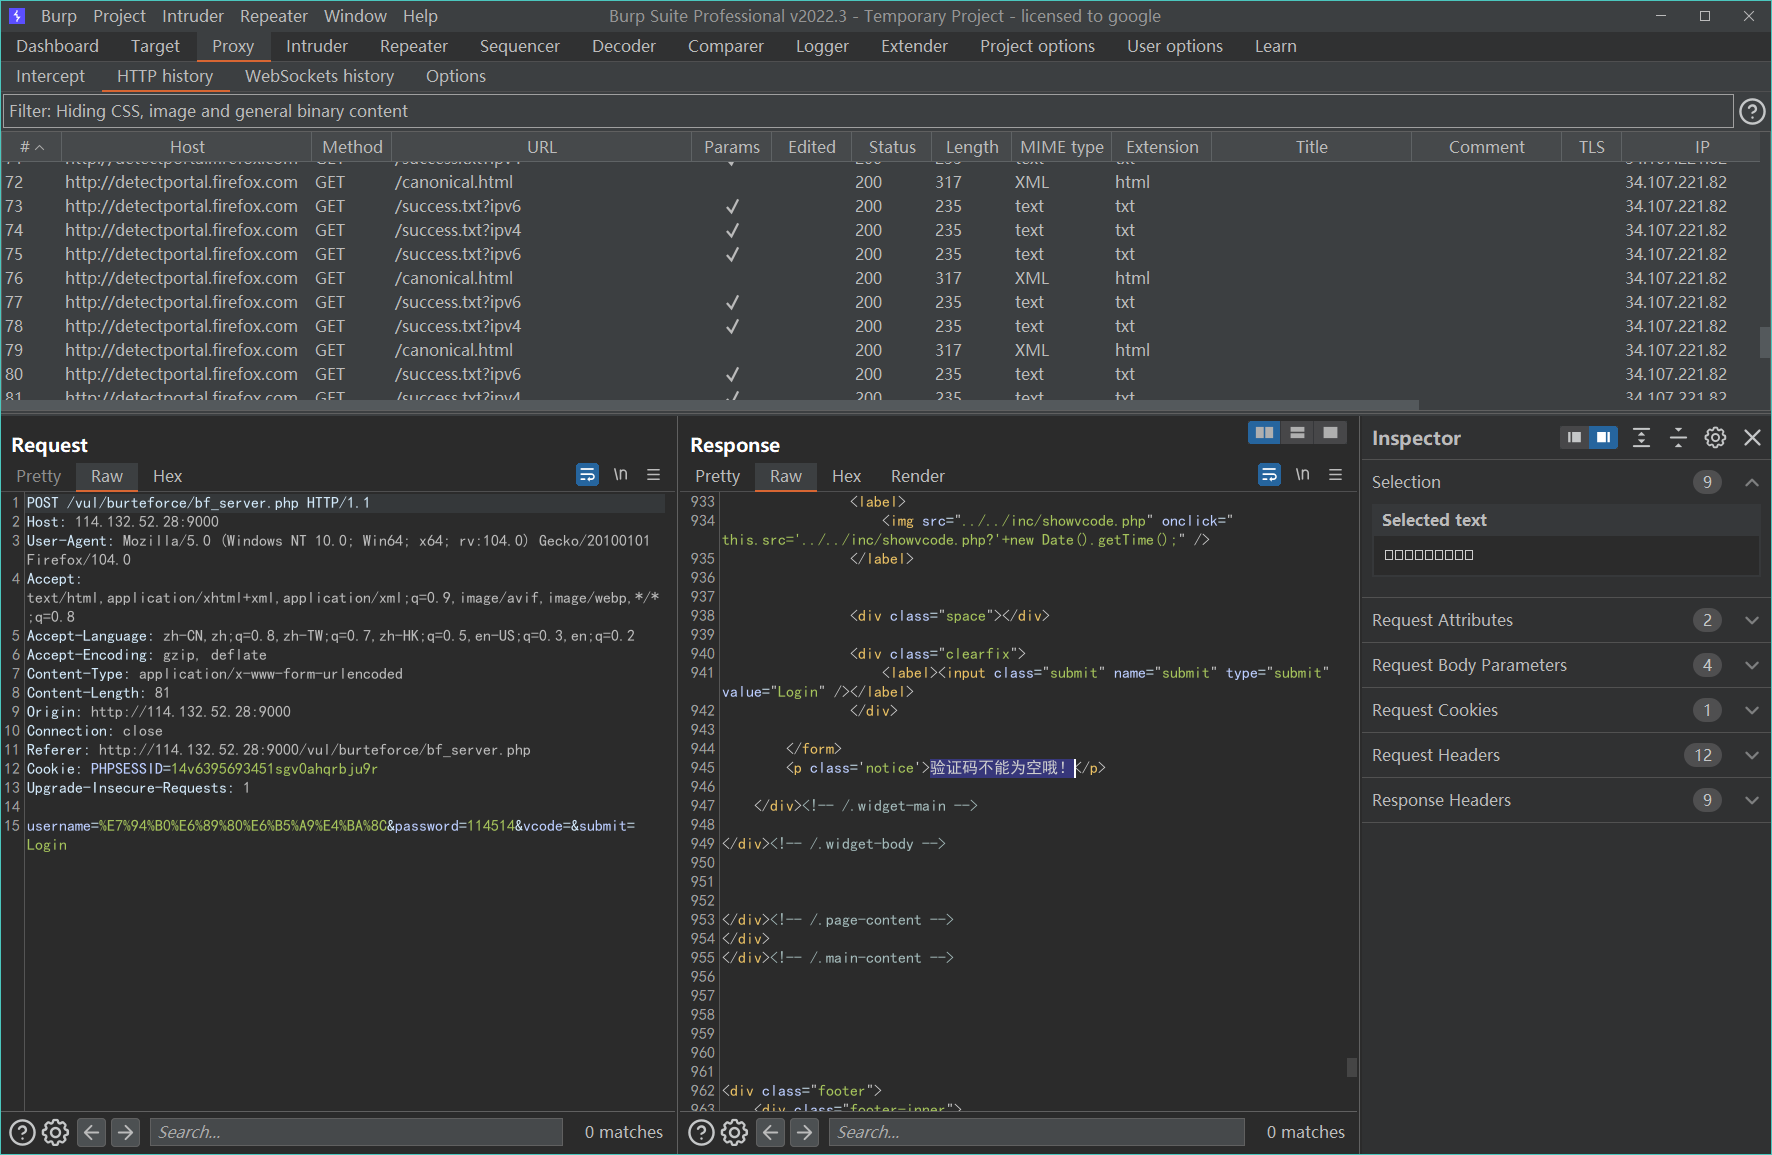 Burp Project Intruder Repeater Window Help Burp Suite Professional v2022.3 - Temporary Project - licensed to google
Dashboard Target Proxy Intruder Repeater Sequencer Decoder Comparer Logger Extender Project options User options Learn
Intercept HTTP history WebSockets history Options
Filter: Hiding CSS, image and general binary content
# Host Method URL Params Edited Status Length MIME type Extension Title Comment TLS IP
72 http://detectportal.firefox.com GET /canonical.html 200 317 XML html 34.107.221.82
73 http://detectportal.firefox.com GET /success.txt?ipv6 ✓ 200 235 text txt 34.107.221.82
74 http://detectportal.firefox.com GET /success.txt?ipv4 ✓ 200 235 text txt 34.107.221.82
75 http://detectportal.firefox.com GET /success.txt?ipv6 ✓ 200 235 text txt 34.107.221.82
76 http://detectportal.firefox.com GET /canonical.html 200 317 XML html 34.107.221.82
77 http://detectportal.firefox.com GET /success.txt?ipv6 ✓ 200 235 text txt 34.107.221.82
78 http://detectportal.firefox.com GET /success.txt?ipv4 ✓ 200 235 text txt 34.107.221.82
79 http://detectportal.firefox.com GET /canonical.html 200 317 XML html 34.107.221.82
80 http://detectportal.firefox.com GET /success.txt?ipv6 ✓ 200 235 text txt 34.107.221.82
81 http://detectportal.firefox.com GET /success.txt?ipv4 ✓ 200 235 text txt 34.107.221.82
Request
Pretty Raw Hex \n
1 POST /vul/burteforce/bf_server.php HTTP/1.1
2 Host: 114.132.52.28:9000
3 User-Agent: Mozilla/5.0 (Windows NT 10.0; Win64; x64; rv:104.0) Gecko/20100101
Firefox/104.0
4 Accept:
text/html,application/xhtml+xml,application/xml;q=0.9,image/avif,image/webp,*/*
;q=0.8
5 Accept-Language: zh-CN,zh;q=0.8,zh-TW;q=0.7,zh-HK;q=0.5,en-US;q=0.3,en;q=0.2
6 Accept-Encoding: gzip, deflate
7 Content-Type: application/x-www-form-urlencoded
8 Content-Length: 81
9 Origin: http://114.132.52.28:9000
10 Connection: close
11 Referer: http://114.132.52.28:9000/vul/burteforce/bf_server.php
12 Cookie: PHPSESSID=14v6395693451sgv0ahqrbju9r
13 Upgrade-Insecure-Requests: 1
14
15 username=%E7%94%B0%E6%89%80%E6%B5%A9%E4%BA%8C&password=114514&vcode=&submit=
Login
Search... 0 matches
Response
Pretty Raw Hex Render \n
933 <label>
934 <img src="../../inc/showvcode.php" onclick="
this.src='../../inc/showvcode.php?'+new Date().getTime();" />
935 </label>
936
937
938 <div class="space"></div>
939
940 <div class="clearfix">
941 <label><input class="submit" name="submit" type="submit"
value="Login" /></label>
942 </div>
943
944 </form>
945 <p class='notice'>验证码不能为空哦！</p>
946
947 </div><!-- /.widget-main -->
948
949 </div><!-- /.widget-body -->
950
951
952
953 </div><!-- /.page-content -->
954 </div>
955 </div><!-- /.main-content -->
956
957
958
959
960
961
962 <div class="footer">
963 <div class="footer-inner">
Search... 0 matches
Inspector
Selection 9
Selected text
Request Attributes 2
Request Body Parameters 4
Request Cookies 1
Request Headers 12
Response Headers 9